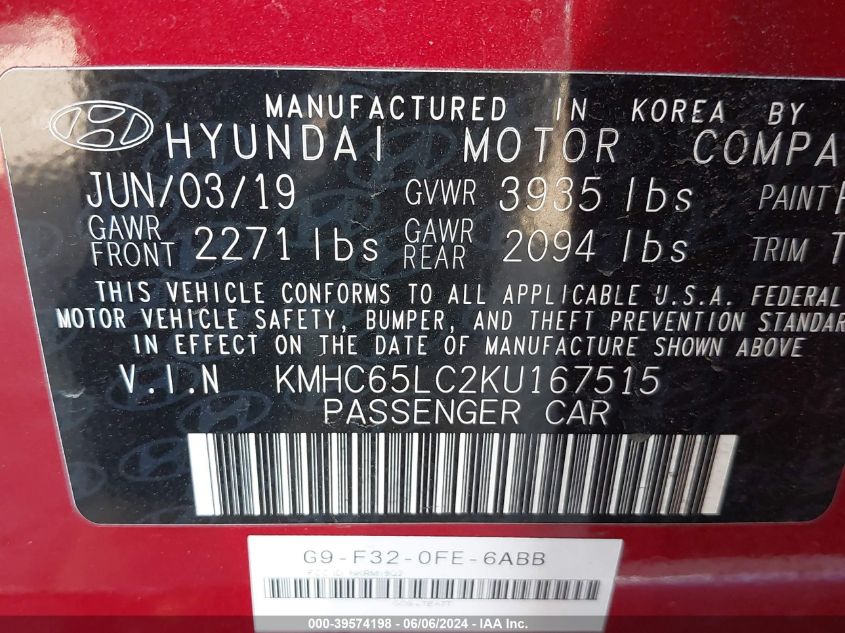 MANUFACTURED IN KOREA BY
HYUNDAI MOTOR COMPA
JUN/03/19 GVWR 3935 lbs PAINT
GAWR FRONT 2271 lbs GAWR REAR 2094 lbs TRIM T
THIS VEHICLE CONFORMS TO ALL APPLICABLE U.S.A. FEDERAL
MOTOR VEHICLE SAFETY, BUMPER, AND THEFT PREVENTION STANDAR
IN EFFECT ON THE DATE OF MANUFACTURE SHOWN ABOVE
V.I.N KMHC65LC2KU167515
PASSENGER CAR
G9-F32-0FE-6ABB
000-39574198 - 06/06/2024 - IMPACT AUCTIONS LLC